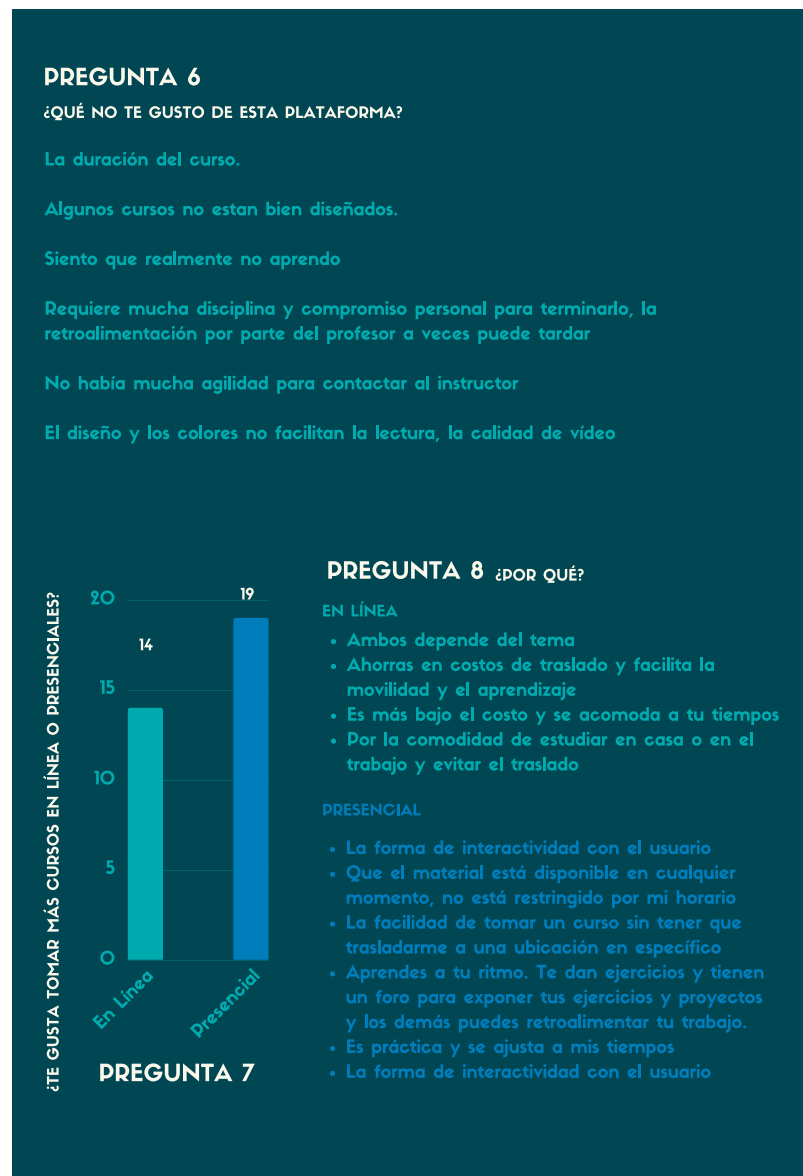 PREGUNTA 6
¿QUÉ NO TE GUSTO DE ESTA PLATAFORMA?
La duración del curso.
Algunos cursos no estan bien diseñados.
Siento que realmente no aprendo
Requiere mucha disciplina y compromiso personal para terminarlo, la
retroalimentación por parte del profesor a veces puede tardar
No había mucha agilidad para contactar al instructor
El diseño y los colores no facilitan la lectura, la calidad de vídeo
¿TE GUSTA TOMAR MÁS CURSOS EN LÍNEA O PRESENCIALES?
20
15
10
5
0
14
19
En Línea
Presencial
PREGUNTA 7
PREGUNTA 8 ¿POR QUÉ?
EN LÍNEA
• Ambos depende del tema
• Ahorras en costos de traslado y facilita la
movilidad y el aprendizaje
• Es más bajo el costo y se acomoda a tu tiempos
• Por la comodidad de estudiar en casa o en el
trabajo y evitar el traslado
PRESENCIAL
• La forma de interactividad con el usuario
• Que el material está disponible en cualquier
momento, no está restringido por mi horario
• La facilidad de tomar un curso sin tener que
trasladarme a una ubicación en específico
• Aprendes a tu ritmo. Te dan ejercicios y tienen
un foro para exponer tus ejercicios y proyectos
y los demás puedes retroalimentar tu trabajo.
• Es práctica y se ajusta a mis tiempos
• La forma de interactividad con el usuario